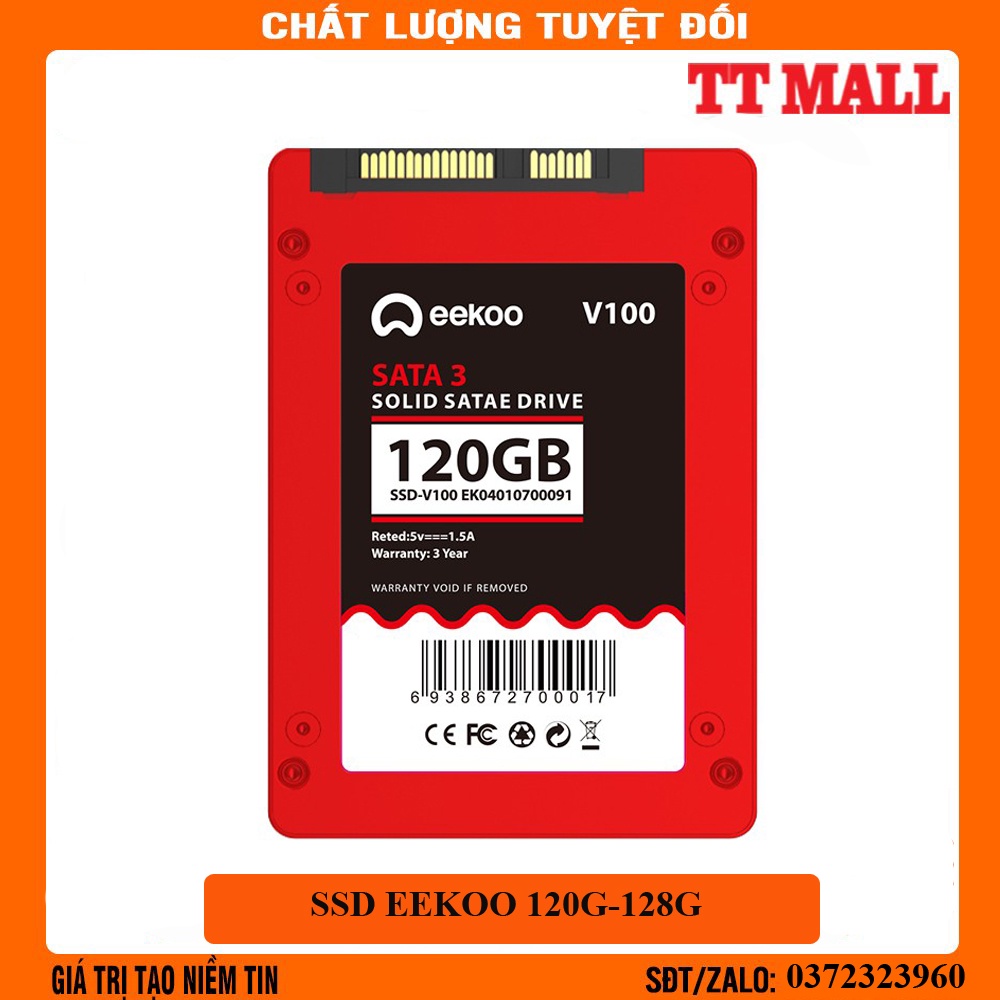 CHẤT LƯỢNG TUYỆT ĐỐI
TT MALL
eekoo V100
SATA 3
SOLID SATAE DRIVE
120GB
SSD-V100 EK04010700091
Reted:5v===1.5A
Warranty: 3 Year
WARRANTY VOID IF REMOVED
6938672700017
CE FC
SSD EEKOO 120G-128G
GIÁ TRỊ TẠO NIỀM TIN
SĐT/ZALO: 0372323960